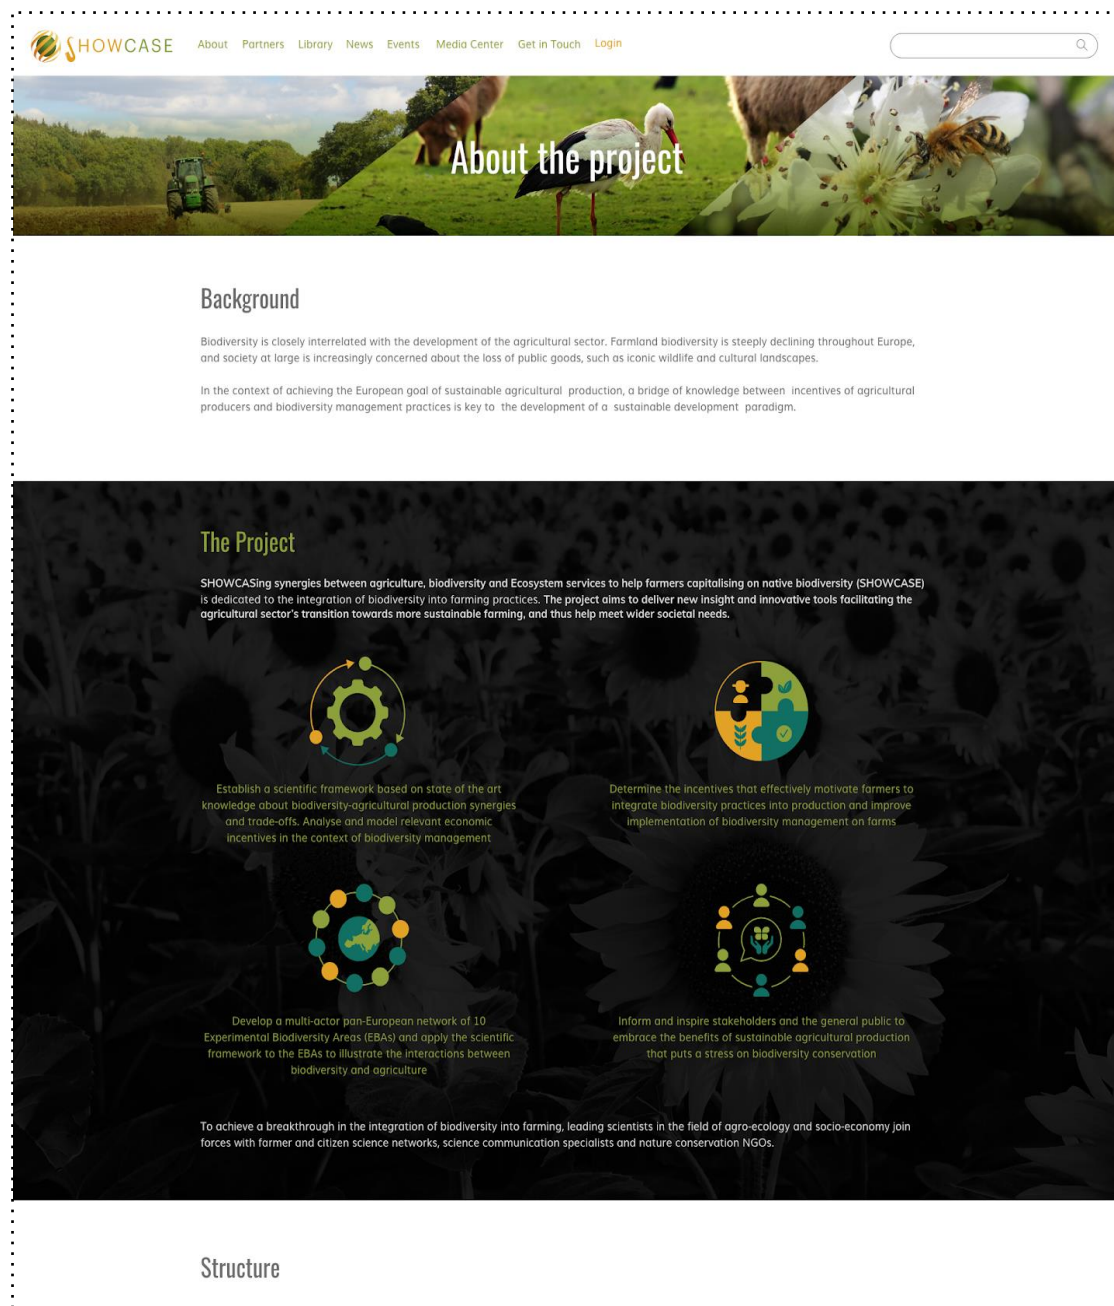 SHOWCASE
About Partners Library News Events Media Center Get in Touch Login
About the project
Background
Biodiversity is closely interrelated with the development of the agricultural sector. Farmland biodiversity is steeply declining throughout Europe,
and society at large is increasingly concerned about the loss of public goods, such as iconic wildlife and cultural landscapes.
In the context of achieving the European goal of sustainable agricultural production, a bridge of knowledge between incentives of agricultural
producers and biodiversity management practices is key to the development of a sustainable development paradigm.
The Project
SHOWCASing synergies between agriculture, biodiversity and Ecosystem services to help farmers capitalising on native biodiversity (SHOWCASE)
is dedicated to the integration of biodiversity into farming practices. The project aims to deliver new insight and innovative tools facilitating the
agricultural sector's transition towards more sustainable farming, and thus help meet wider societal needs.
Establish a scientific framework based on state of the art
knowledge about biodiversity-agricultural production synergies
and trade-offs. Analyse and model relevant economic
incentives in the context of biodiversity management
Determine the incentives that effectively motivate farmers to
integrate biodiversity practices into production and improve
implementation of biodiversity management on farms
Develop a multi-actor pan-European network of 10
Experimental Biodiversity Areas (EBAs) and apply the scientific
framework to the EBAs to illustrate the interactions between
biodiversity and agriculture
Inform and inspire stakeholders and the general public to
embrace the benefits of sustainable agricultural production
that puts a stress on biodiversity conservation
To achieve a breakthrough in the integration of biodiversity into farming, leading scientists in the field of agro-ecology and socio-economy join
forces with farmer and citizen science networks, science communication specialists and nature conservation NGOs.
Structure